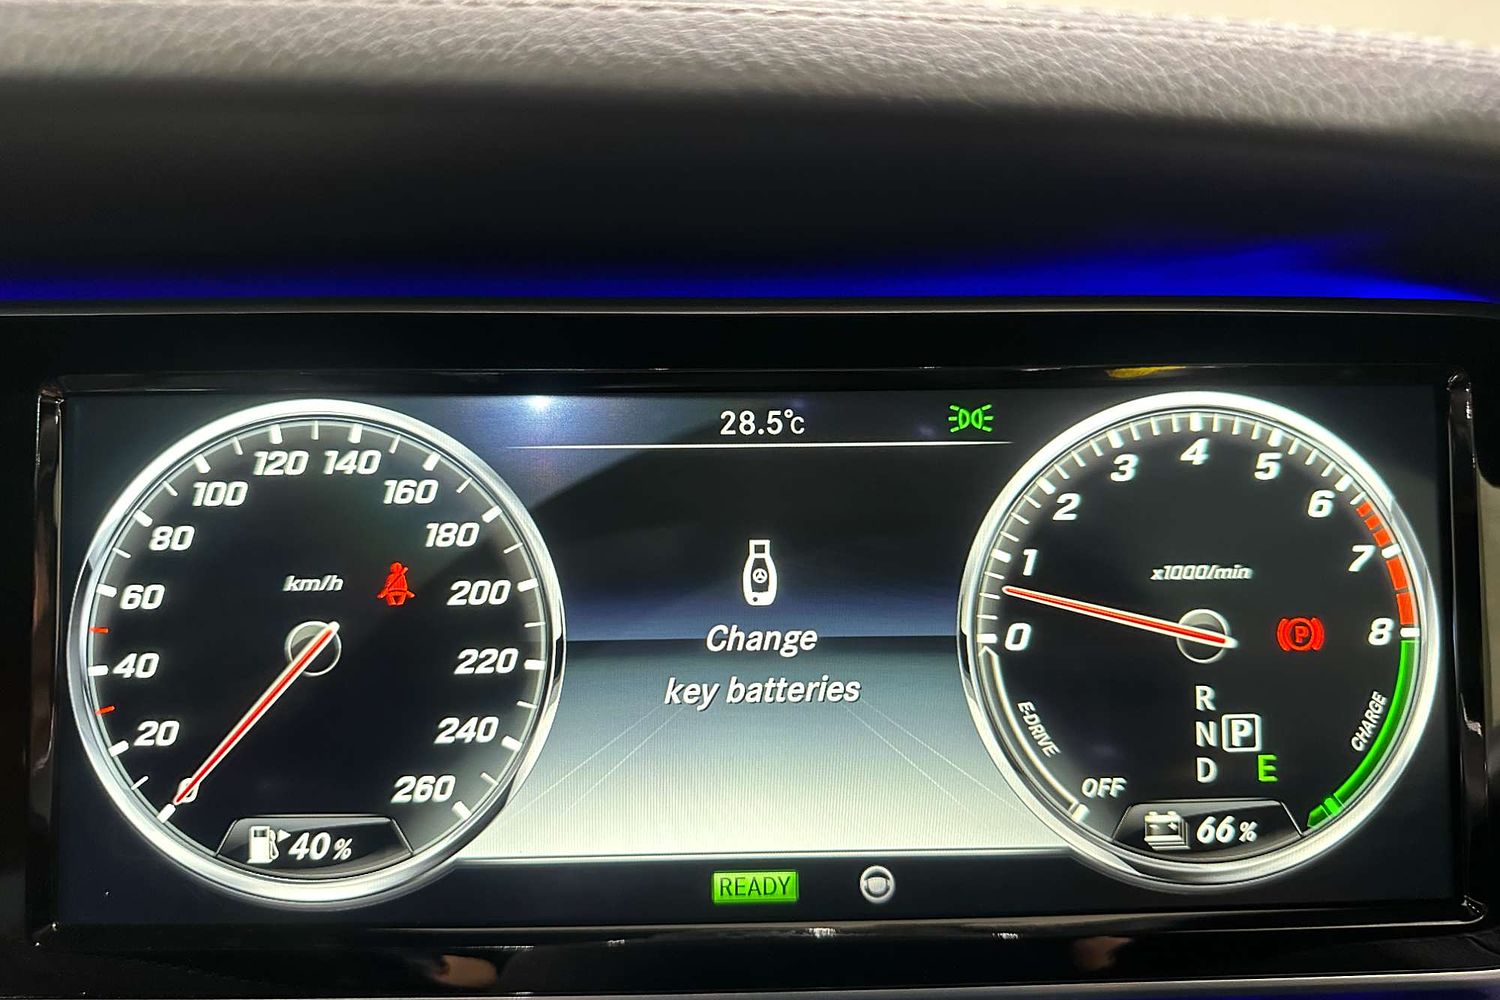 28.5°C
0
20
40
60
80
100
120
140
160
180
200
220
240
260
km/h
40%
Change
key batteries
READY
0
1
2
3
4
5
6
7
8
x1000/min
P
R
N P
D E
E-DRIVE
OFF
CHARGE
66%